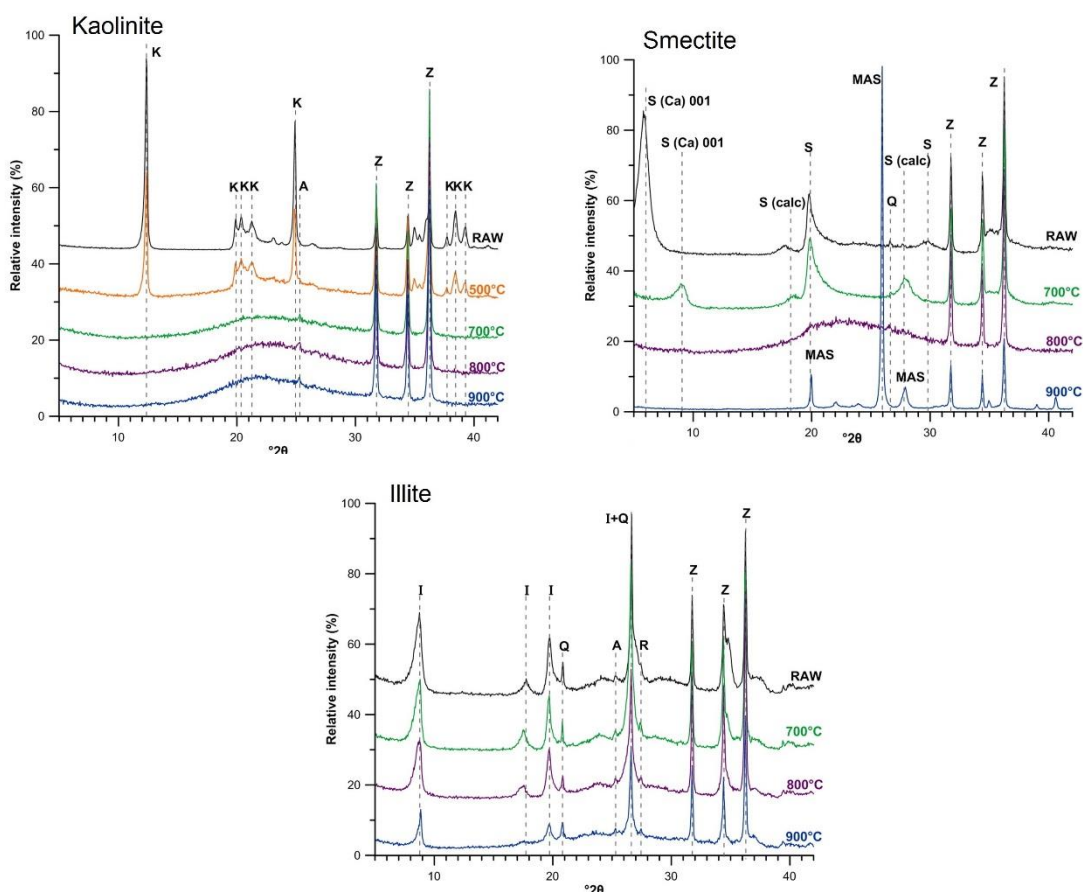 Kaolinite
Relative intensity (%)
100
80
60
40
20
0
K
K K K
K
A
Z
Z
Z
K K K K
RAW
500°C
700°C
800°C
900°C
10
20
30
40
°2θ
Smectite
Relative intensity (%)
100
80
60
40
20
0
S (Ca) 001
S (Ca) 001
S (calc)
S
MAS
S (calc)
S
Q
Z
Z
Z
RAW
700°C
800°C
900°C
MAS
MAS
10
20
30
40
°2θ
Illite
Relative intensity (%)
100
80
60
40
20
0
I
I
I
Q
A
I+Q
R
Z
Z
Z
RAW
700°C
800°C
900°C
10
20
30
40
°2θ